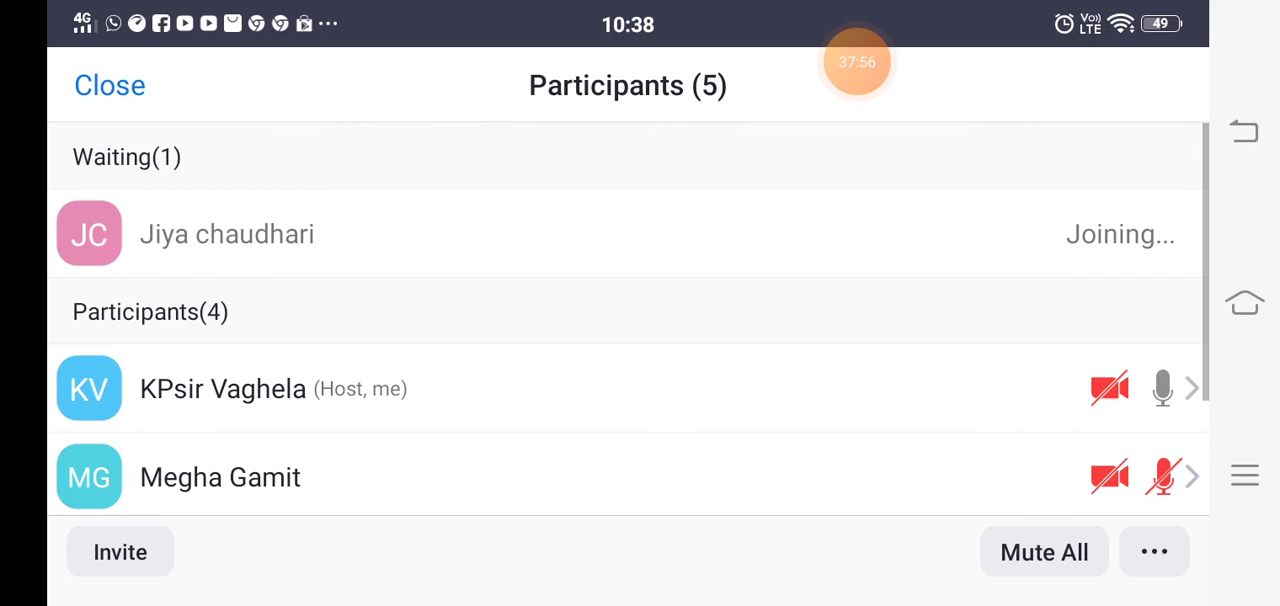 4G 10:38 Vo) LTE 49
37:56
Close Participants (5)
Waiting(1)
JC Jiya chaudhari Joining...
Participants(4)
KV KPsir Vaghela (Host, me)
MG Megha Gamit
Invite Mute All ...